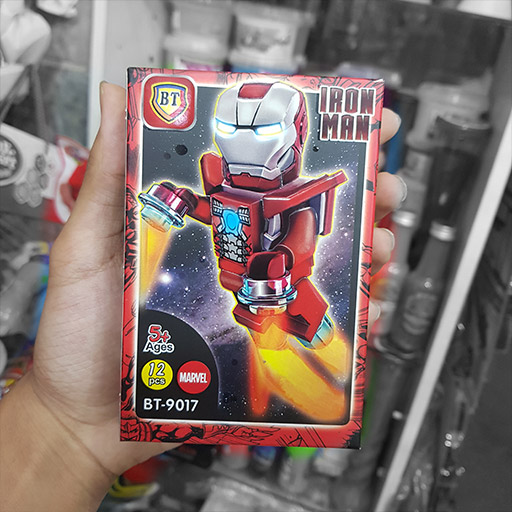 BT
IRON
MAN
5+
Ages
12
pcs
MARVEL
BT-9017